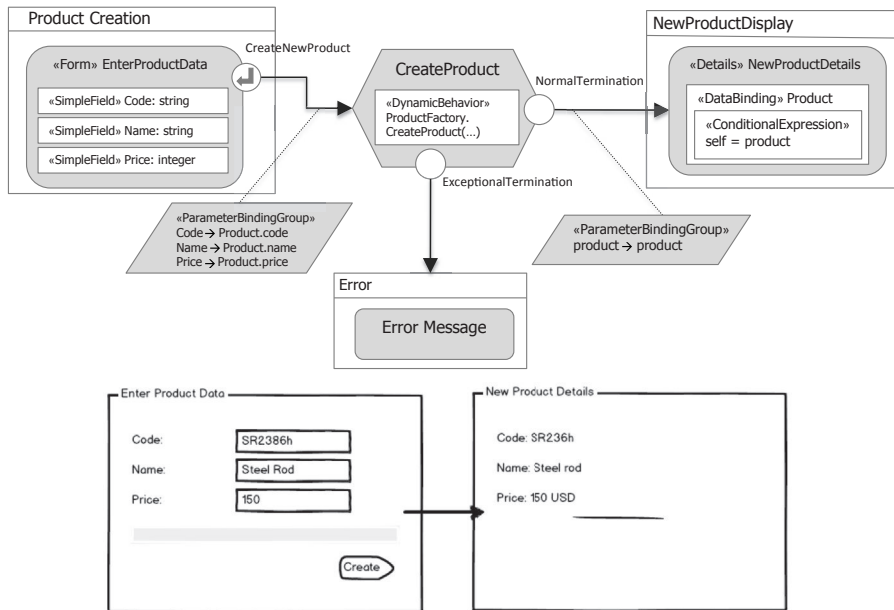 Product Creation
«Form» EnterProductData
«SimpleField» Code: string
«SimpleField» Name: string
«SimpleField» Price: integer
CreateNewProduct
CreateProduct
«DynamicBehavior»
ProductFactory.
CreateProduct(...)
NormalTermination
ExceptionalTermination
NewProductDisplay
«Details» NewProductDetails
«DataBinding» Product
«ConditionalExpression»
self = product
«ParameterBindingGroup»
Code → Product.code
Name → Product.name
Price → Product.price
«ParameterBindingGroup»
product → product
Error
Error Message
Enter Product Data
Code: SR2386h
Name: Steel Rod
Price: 150
Create
New Product Details
Code: SR236h
Name: Steel rod
Price: 150 USD